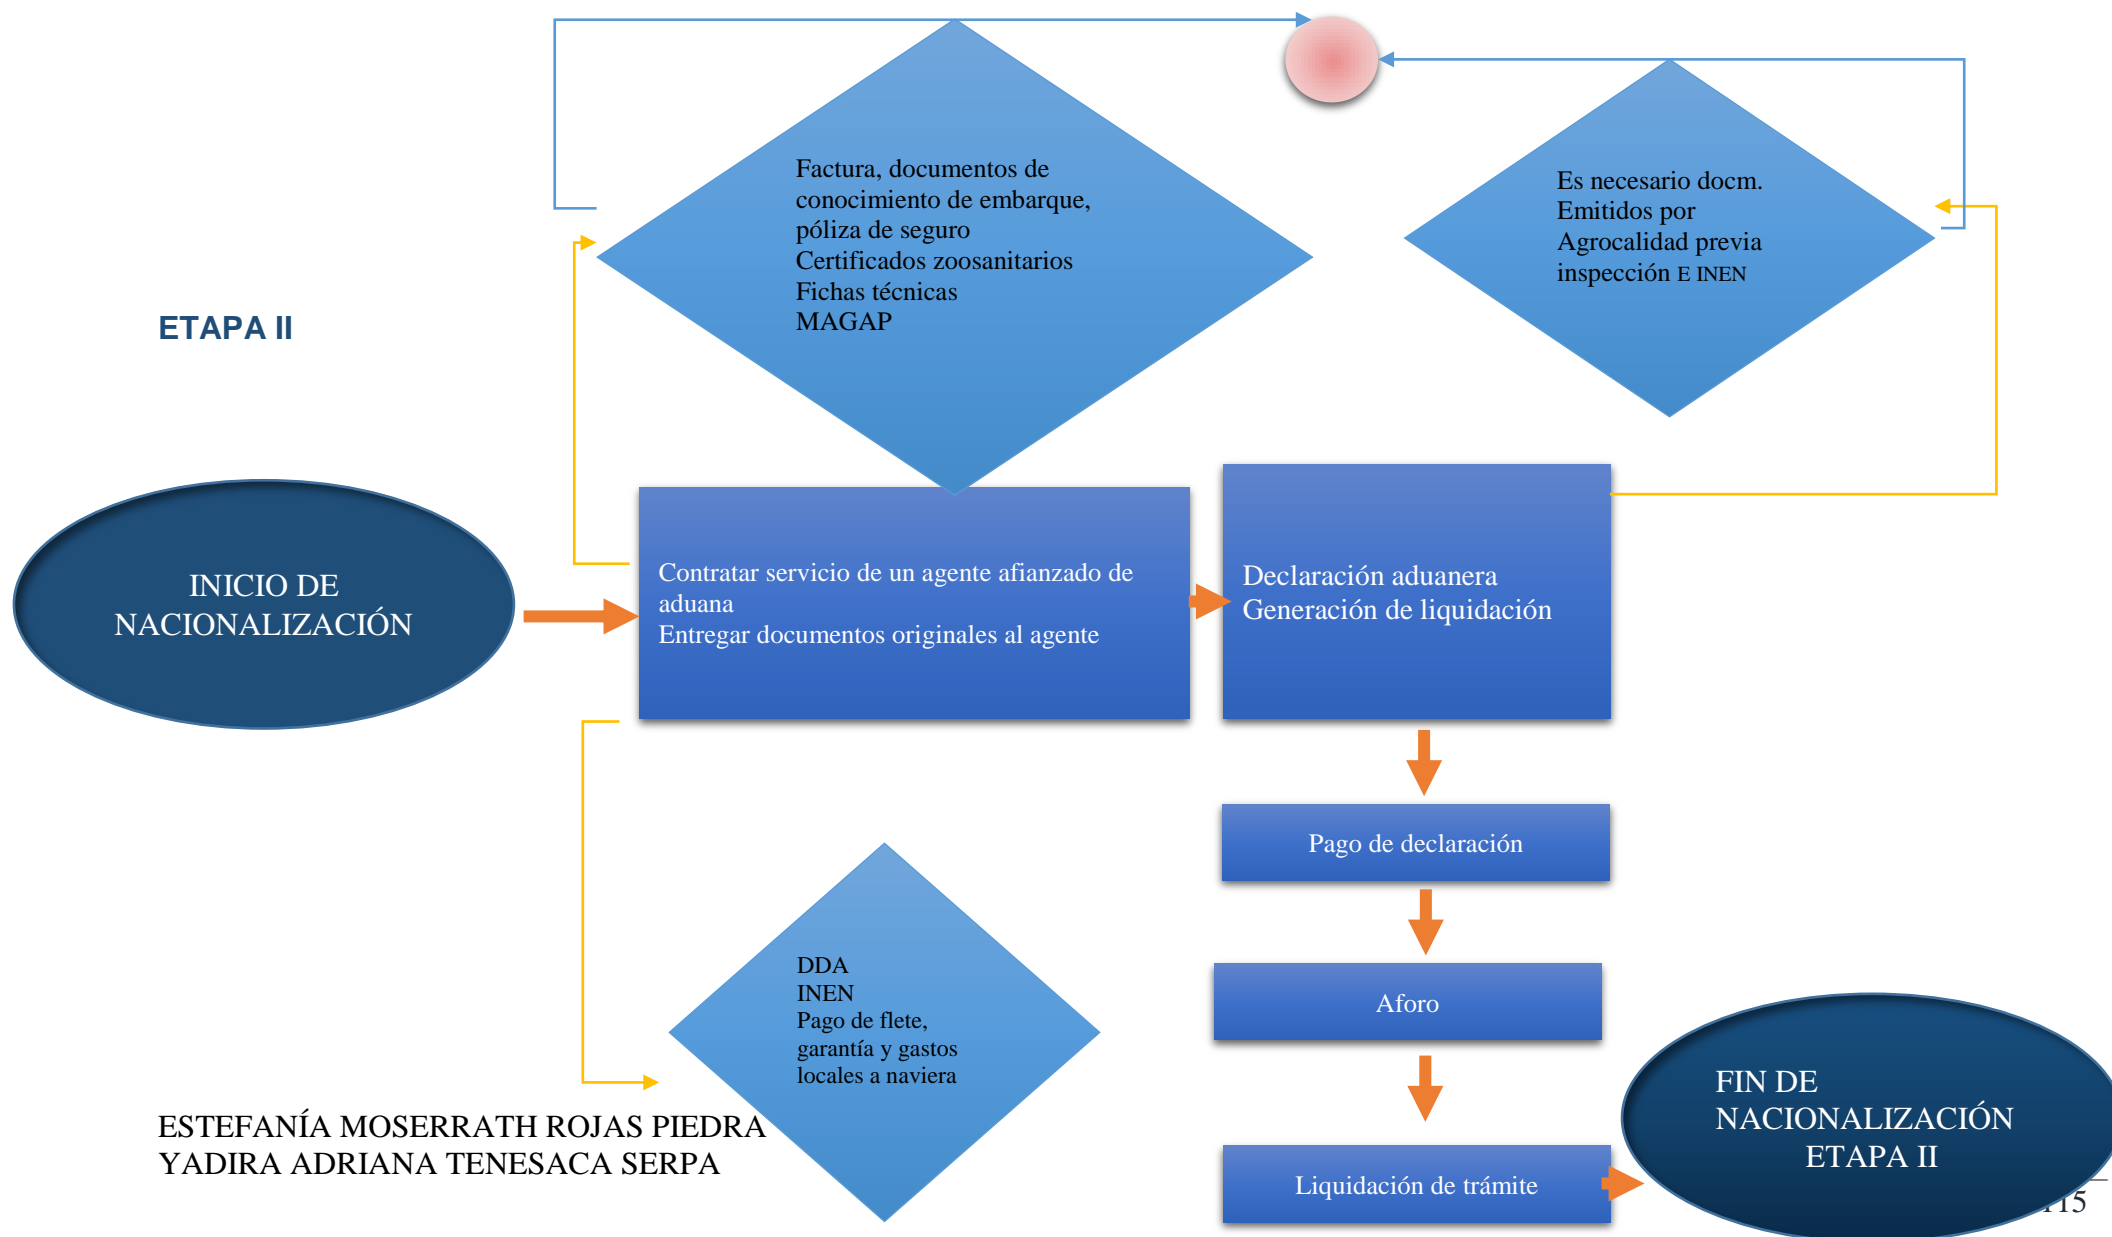 Factura, documentos de
conocimiento de embarque,
póliza de seguro
Certificados zoosanitarios
Fichas técnicas
MAGAP
Es necesario docm.
Emitidos por
Agrocalidad previa
inspección E INEN
ETAPA II
INICIO DE
NACIONALIZACIÓN
Contratar servicio de un agente afianzado de
aduana
Entregar documentos originales al agente
Declaración aduanera
Generación de liquidación
Pago de declaración
DDA
INEN
Pago de flete,
garantía y gastos
locales a naviera
Aforo
FIN DE
NACIONALIZACIÓN
ETAPA II
ESTEFANÍA MOSERRATH ROJAS PIEDRA
YADIRA ADRIANA TENESACA SERPA
Liquidación de trámite
115